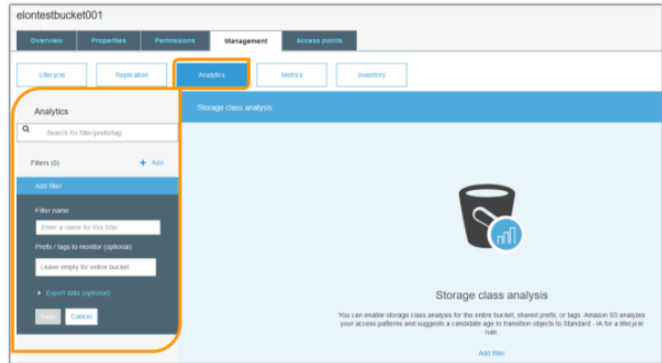 elontestbucket001
Overview
Properties
Permissions
Management
Access points
Lifecycle
Replication
Analytics
Metrics
Inventory
Analytics
Search for filter/prefix/tag
Filters (0)
+ Add
Add filter
Filter name
Enter a name for this filter
Prefix / tags to monitor (optional)
Leave empty for entire bucket
Export data (optional)
Save
Cancel
Storage class analysis
Storage class analysis
You can enable storage class analysis for the entire bucket, shared prefix, or tags. Amazon S3 analyzes
your access patterns and suggests a candidate age to transition objects to Standard - IA for a lifecycle
rule.
Add filter